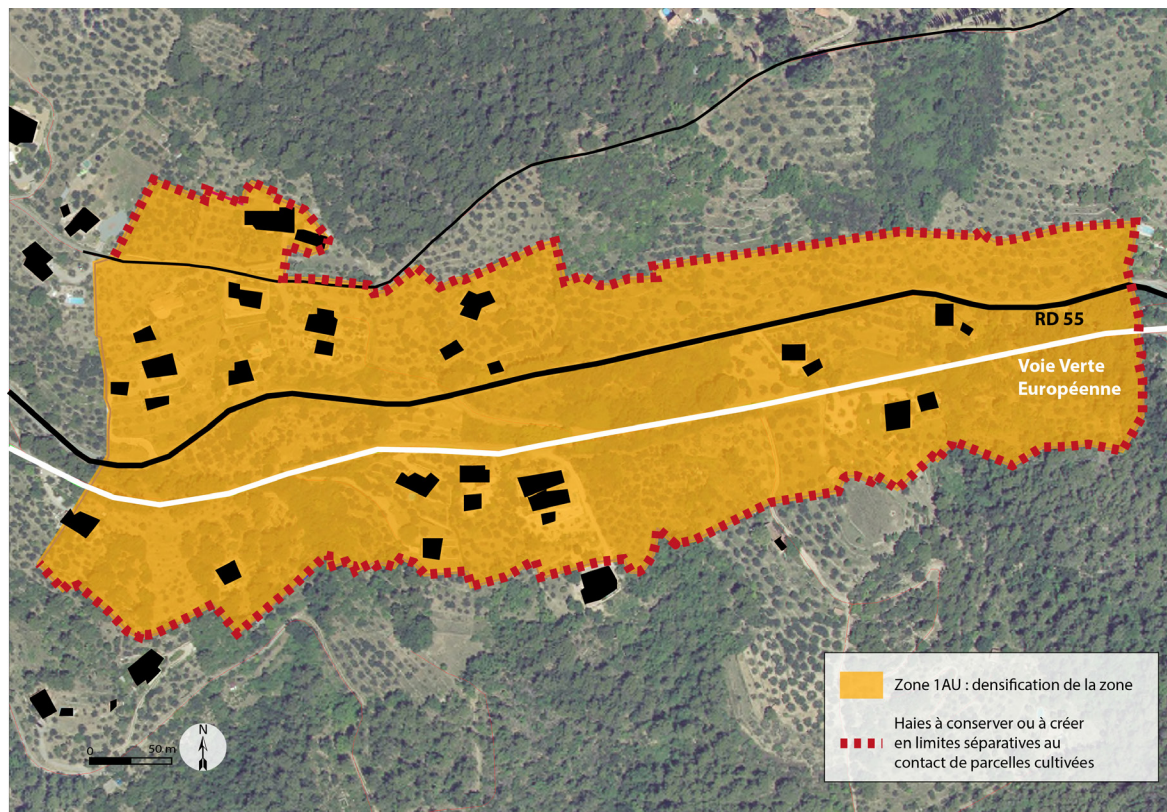 RD 55
Voie Verte
Européenne
Zone 1AU : densification de la zone
Haies à conserver ou à créer
en limites séparatives au
contact de parcelles cultivées
N
0 50 m